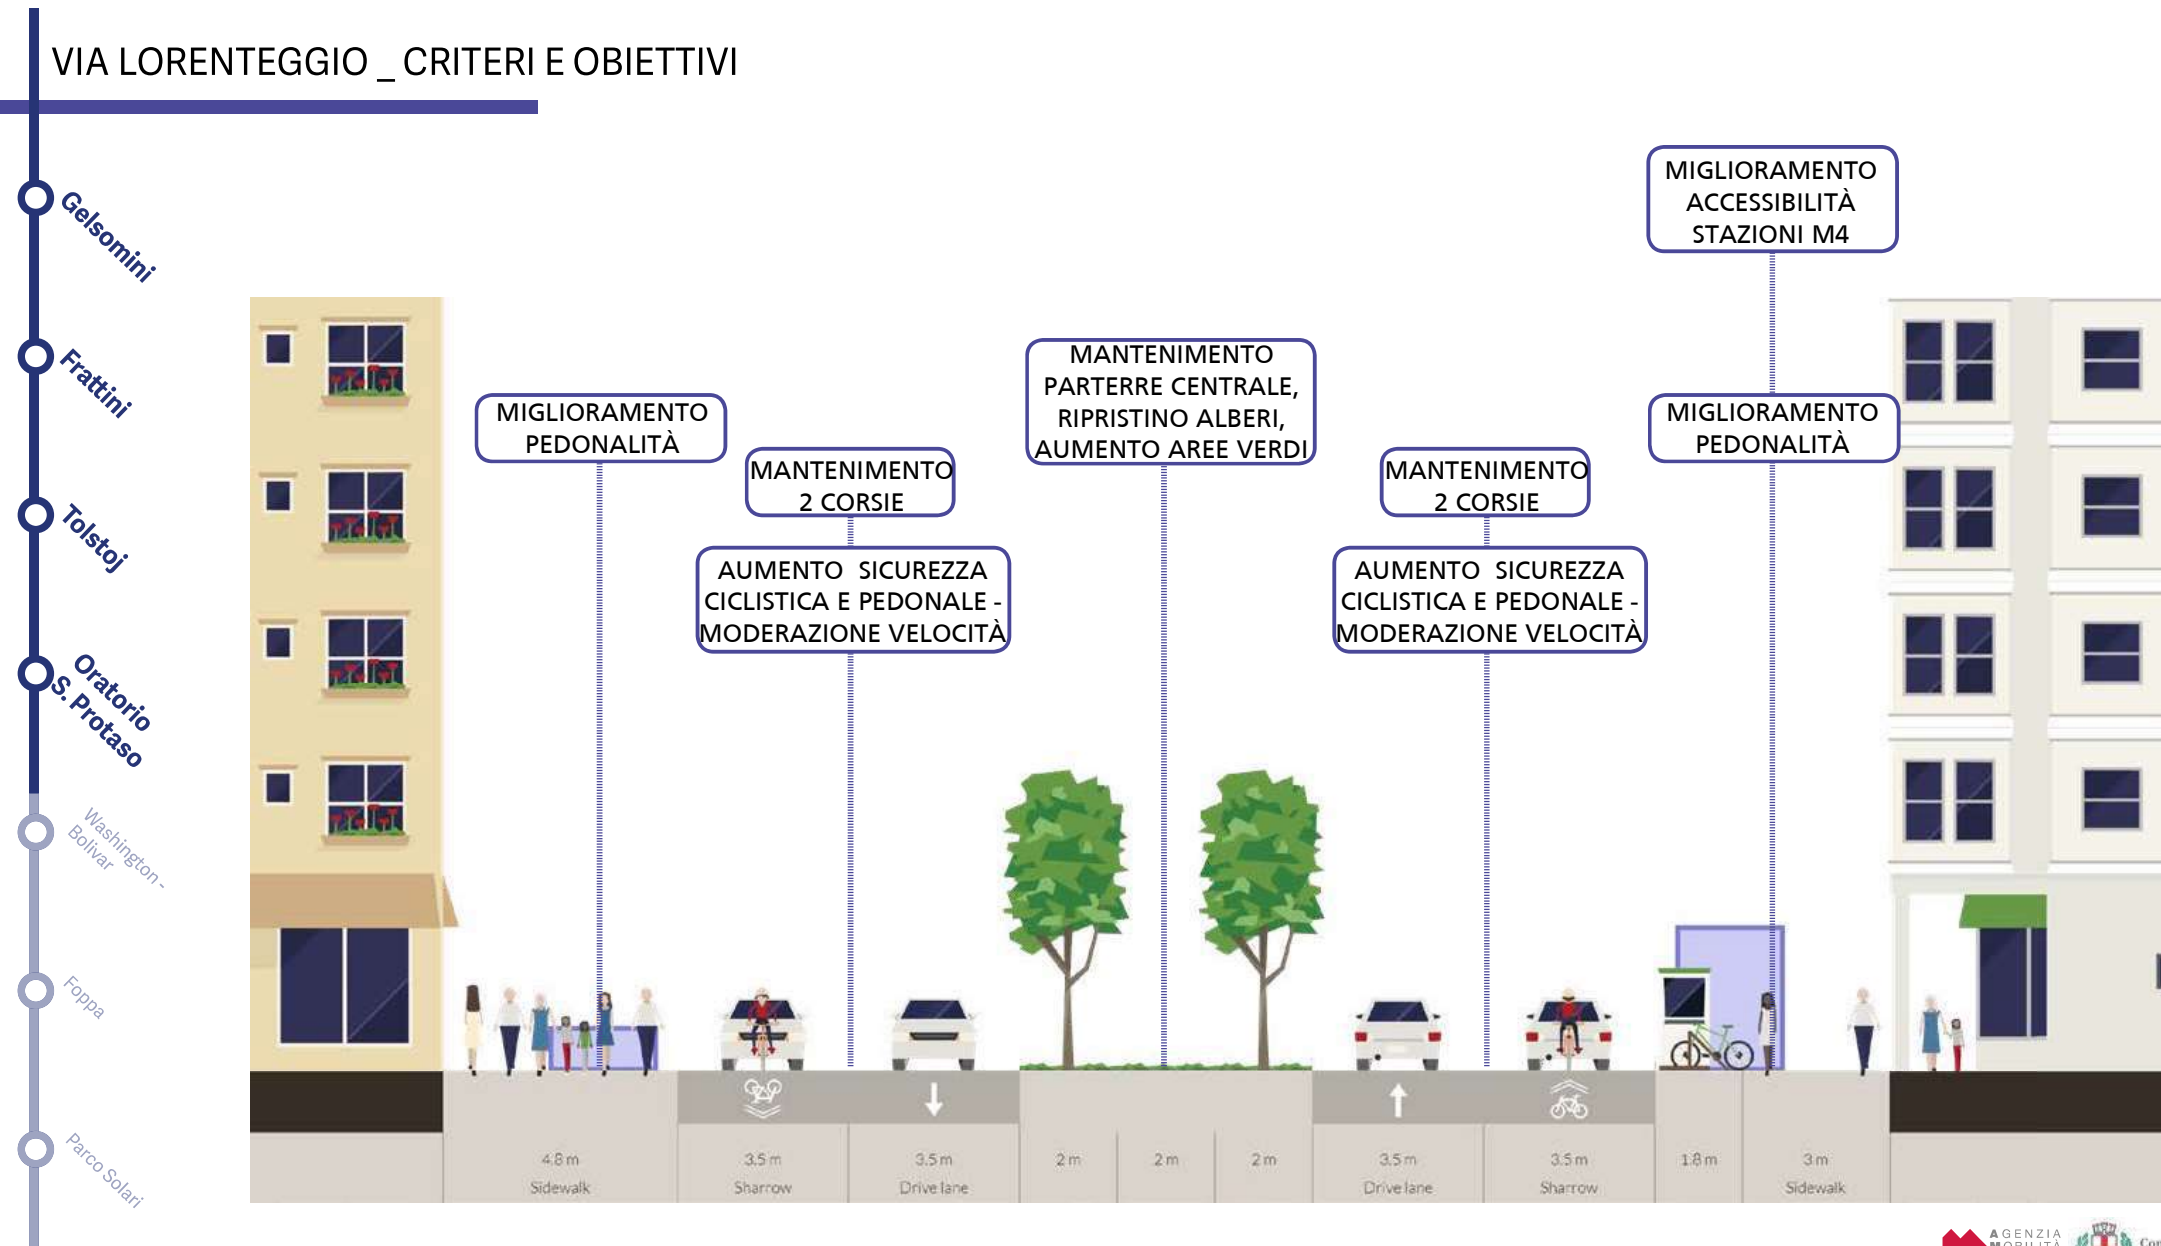 VIA LORENTEGGIO _ CRITERI E OBIETTIVI
Gelsomini
Frattini
Tolstoj
Oratorio
S. Protaso
Washington -
Bolivar
Foppa
Parco Solari
MIGLIORAMENTO
PEDONALITÀ
MANTENIMENTO
2 CORSIE
AUMENTO SICUREZZA
CICLISTICA E PEDONALE -
MODERAZIONE VELOCITÀ
MANTENIMENTO
PARTERRE CENTRALE,
RIPRISTINO ALBERI,
AUMENTO AREE VERDI
MANTENIMENTO
2 CORSIE
AUMENTO SICUREZZA
CICLISTICA E PEDONALE -
MODERAZIONE VELOCITÀ
MIGLIORAMENTO
ACCESSIBILITÀ
STAZIONI M4
MIGLIORAMENTO
PEDONALITÀ
4.8 m
Sidewalk
3.5 m
Sharrow
3.5 m
Drive lane
2 m
2 m
2 m
3.5 m
Drive lane
3.5 m
Sharrow
1.8 m
3 m
Sidewalk
AGENZIA
MOBILITÀ